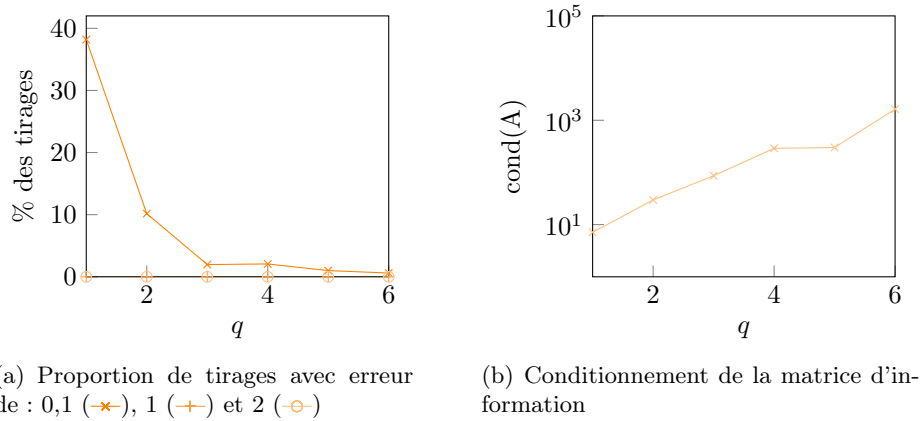 % des tirages
40
30
20
10
0
2
4
6
q
cond(A)
10^5
10^3
10^1
2
4
6
q
a) Proportion de tirages avec erreur
de : 0,1 ( ), 1 ( ) et 2 ( )
(b) Conditionnement de la matrice d'in-
formation